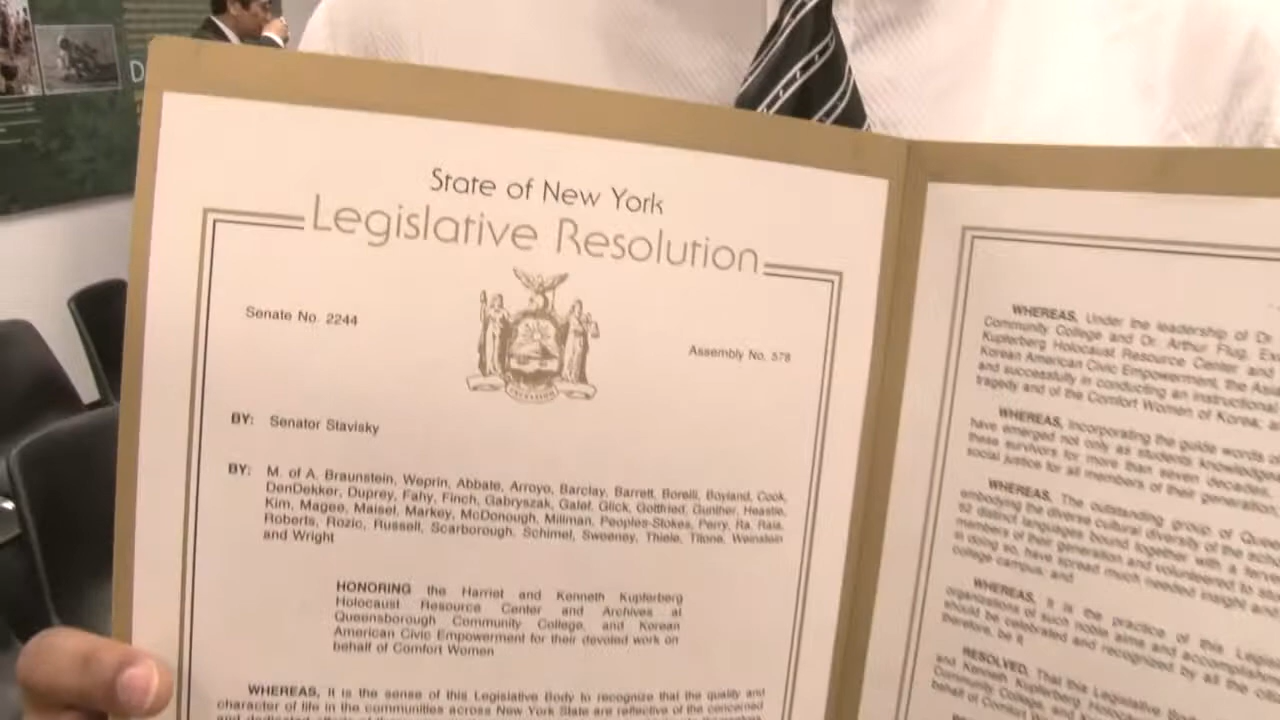 D
State of New York
Legislative Resolution
Senate No. 2244
Assembly No. 578
BY: Senator Stavisky
BY: M. of A. Braunstein, Weprin, Abbate, Arroyo, Barclay, Barrett, Borelli, Boyland, Cook,
DenDekker, Duprey, Fahy, Finch, Gabryszak, Galef, Glick, Gottfried, Gunther, Heastie,
Kim, Magee, Maisel, Markey, McDonough, Millman, Peoples-Stokes, Perry, Ra, Raia,
Roberts, Rozic, Russell, Scarborough, Schimel, Sweeney, Thiele, Titone, Weinstein
and Wright
HONORING the Harriet and Kenneth Kupferberg
Holocaust Resource Center and Archives at
Queensborough Community College, and Korean
American Civic Empowerment for their devoted work on
behalf of Comfort Women
WHEREAS, It is the sense of this Legislative Body to recognize that the quality and
character of life in the communities across New York State are reflective of the concerned
and dedicated efforts of
WHEREAS, Under the leadership of Dr.
Community College and Dr. Arthur Flug, Ex
Kupferberg Holocaust Resource Center, and
Korean American Civic Empowerment, the Asia
and successfully in conducting an instructional
tragedy and of the Comfort Women of Korea; a
WHEREAS, Incorporating the guide words o
have emerged not only as students knowledge
these survivors for more than seven decades,
social justice for all members of their generation;
WHEREAS, The outstanding group of Quee
embodying the diverse cultural diversity of the scho
92 distinct languages bound together with a ferve
members of their generation and volunteered to stu
in doing so, have spread much needed insight and
college campus; and
WHEREAS, It is the practice of this Legisl
organizations of such noble aims and accomplishm
should be celebrated and recognized by all the citiz
therefore, be it
RESOLVED, That this Legislative
and Kenneth Kupferberg Holoca
Community College, and
behalf of Comfort W